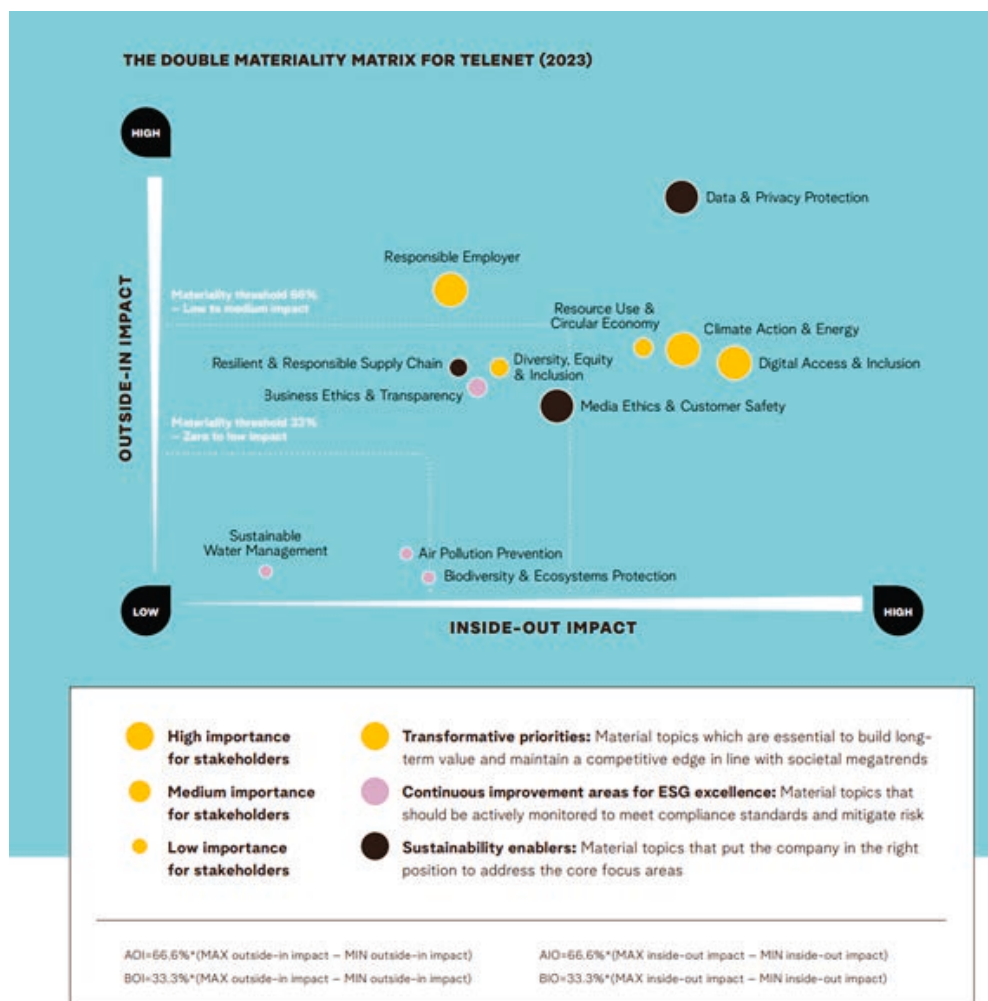 THE DOUBLE MATERIALITY MATRIX FOR TELENET (2023)
HIGH
Data & Privacy Protection
Responsible Employer
OUTSIDE-IN IMPACT
Materiality threshold 66%
– Low to medium impact
Resource Use &
Circular Economy
Climate Action & Energy
Resilient & Responsible Supply Chain
Diversity, Equity
& Inclusion
Digital Access & Inclusion
Business Ethics & Transparency
Media Ethics & Customer Safety
Materiality threshold 33%
– Zero to low impact
Sustainable
Water Management
Air Pollution Prevention
Biodiversity & Ecosystems Protection
LOW
HIGH
INSIDE-OUT IMPACT
High importance
for stakeholders
Medium importance
for stakeholders
Low importance
for stakeholders
Transformative priorities: Material topics which are essential to build long-
term value and maintain a competitive edge in line with societal megatrends
Continuous improvement areas for ESG excellence: Material topics that
should be actively monitored to meet compliance standards and mitigate risk
Sustainability enablers: Material topics that put the company in the right
position to address the core focus areas
AOI=66.6%*(MAX outside-in impact – MIN outside-in impact)
BOI=33.3%*(MAX outside-in impact – MIN outside-in impact)
AIO=66.6%*(MAX inside-out impact – MIN inside-out impact)
BIO=33.3%*(MAX inside-out impact – MIN inside-out impact)